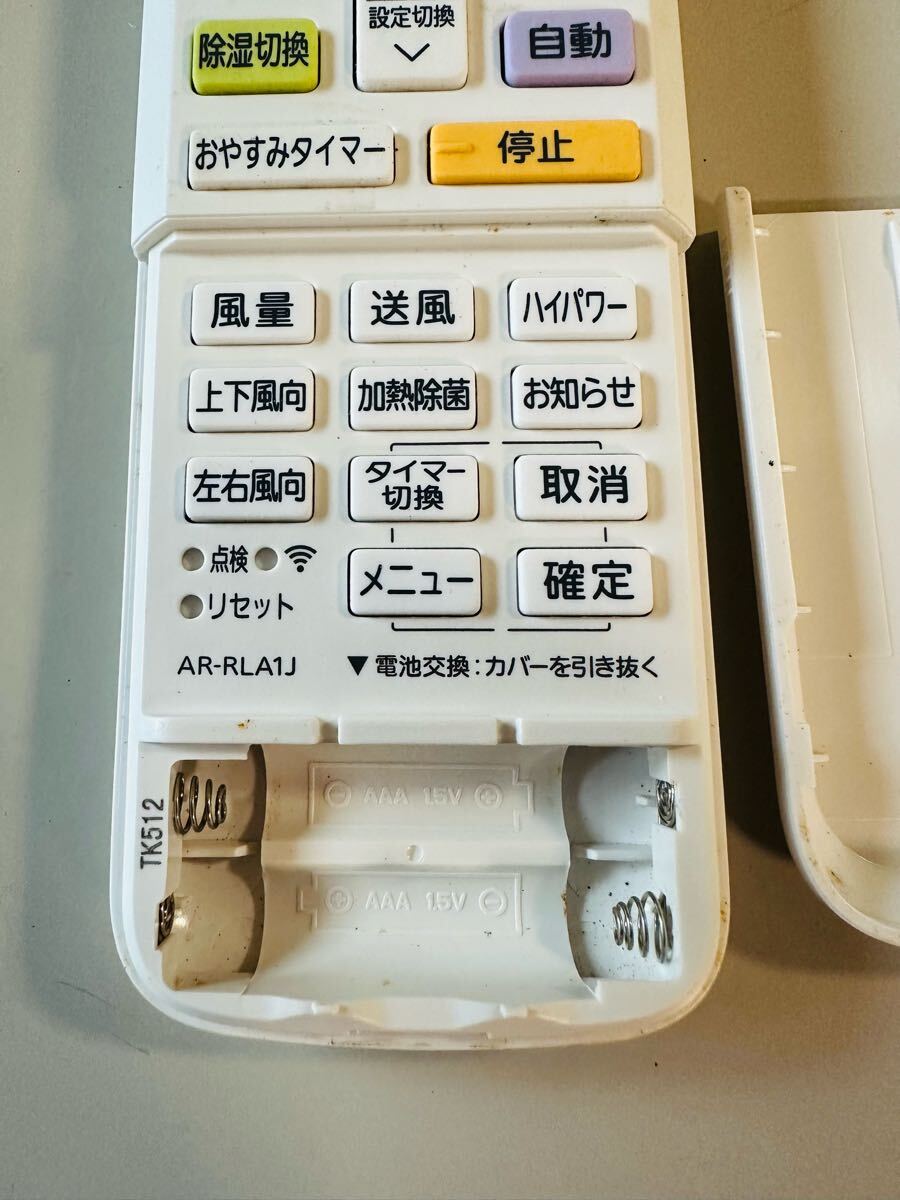 設定切換
除湿切換
自動
おやすみタイマー
停止
風量
送風
ハイパワー
上下風向
加熱除菌
お知らせ
左右風向
タイマー
切換
取消
点検
メニュー
確定
リセット
AR-RLA1J
▼電池交換:カバーを引き抜く
TK512
⊖ AAA 1.5V ⊕
⊕ AAA 1.5V ⊖